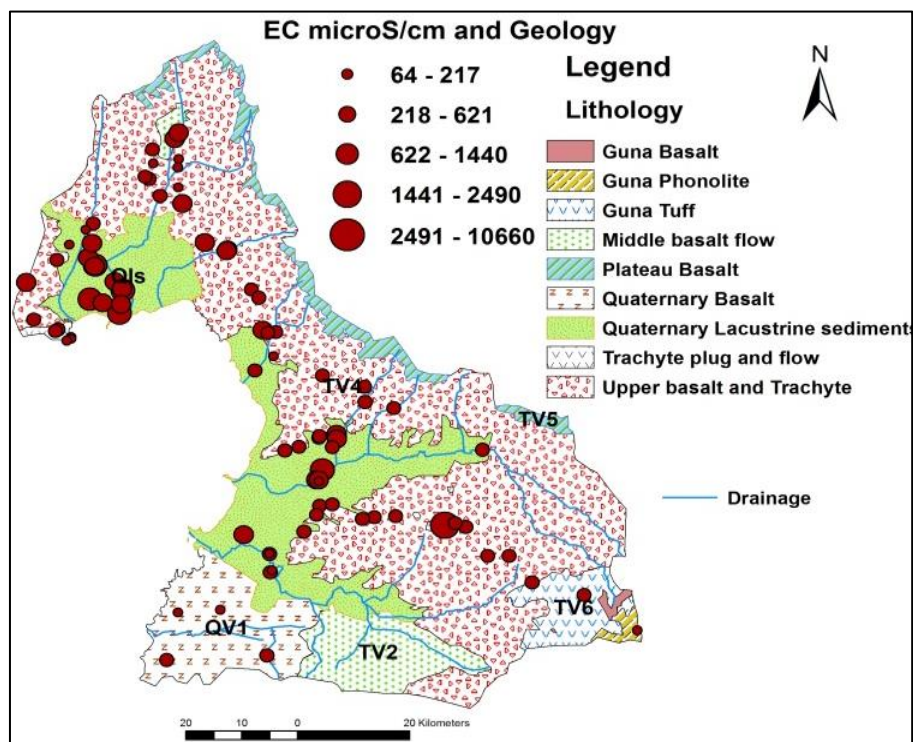 EC microS/cm and Geology
64 - 217
218 - 621
622 - 1440
1441 - 2490
2491 - 10660
Legend
Lithology
Guna Basalt
Guna Phonolite
Guna Tuff
Middle basalt flow
Plateau Basalt
Quaternary Basalt
Quaternary Lacustrine sediments
Trachyte plug and flow
Upper basalt and Trachyte
Drainage
N
Qls
TV4
TV5
TV6
QV1
TV2
20 10 0 20 Kilometers